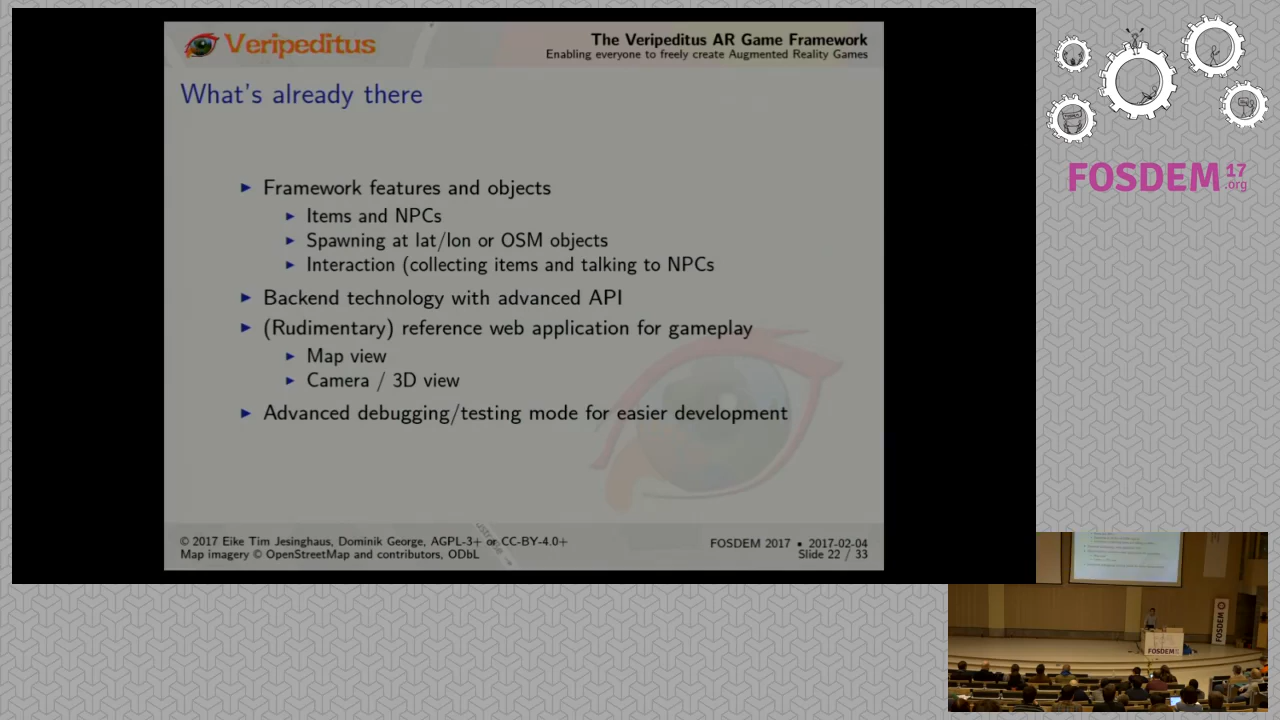 Veripeditus
The Veripeditus AR Game Framework
Enabling everyone to freely create Augmented Reality Games
What's already there
Framework features and objects
Items and NPCs
Spawning at lat/lon or OSM objects
Interaction (collecting items and talking to NPCs
Backend technology with advanced API
(Rudimentary) reference web application for gameplay
Map view
Camera / 3D view
Advanced debugging/testing mode for easier development
© 2017 Eike Tim Jesinghaus, Dominik George, AGPL-3+ or CC-BY-4.0+
Map imagery © OpenStreetMap and contributors, ODbL
FOSDEM 2017 • 2017-02-04
Slide 22 / 33
FOSDEM 17
.org
FOSDEM
FOSDEM